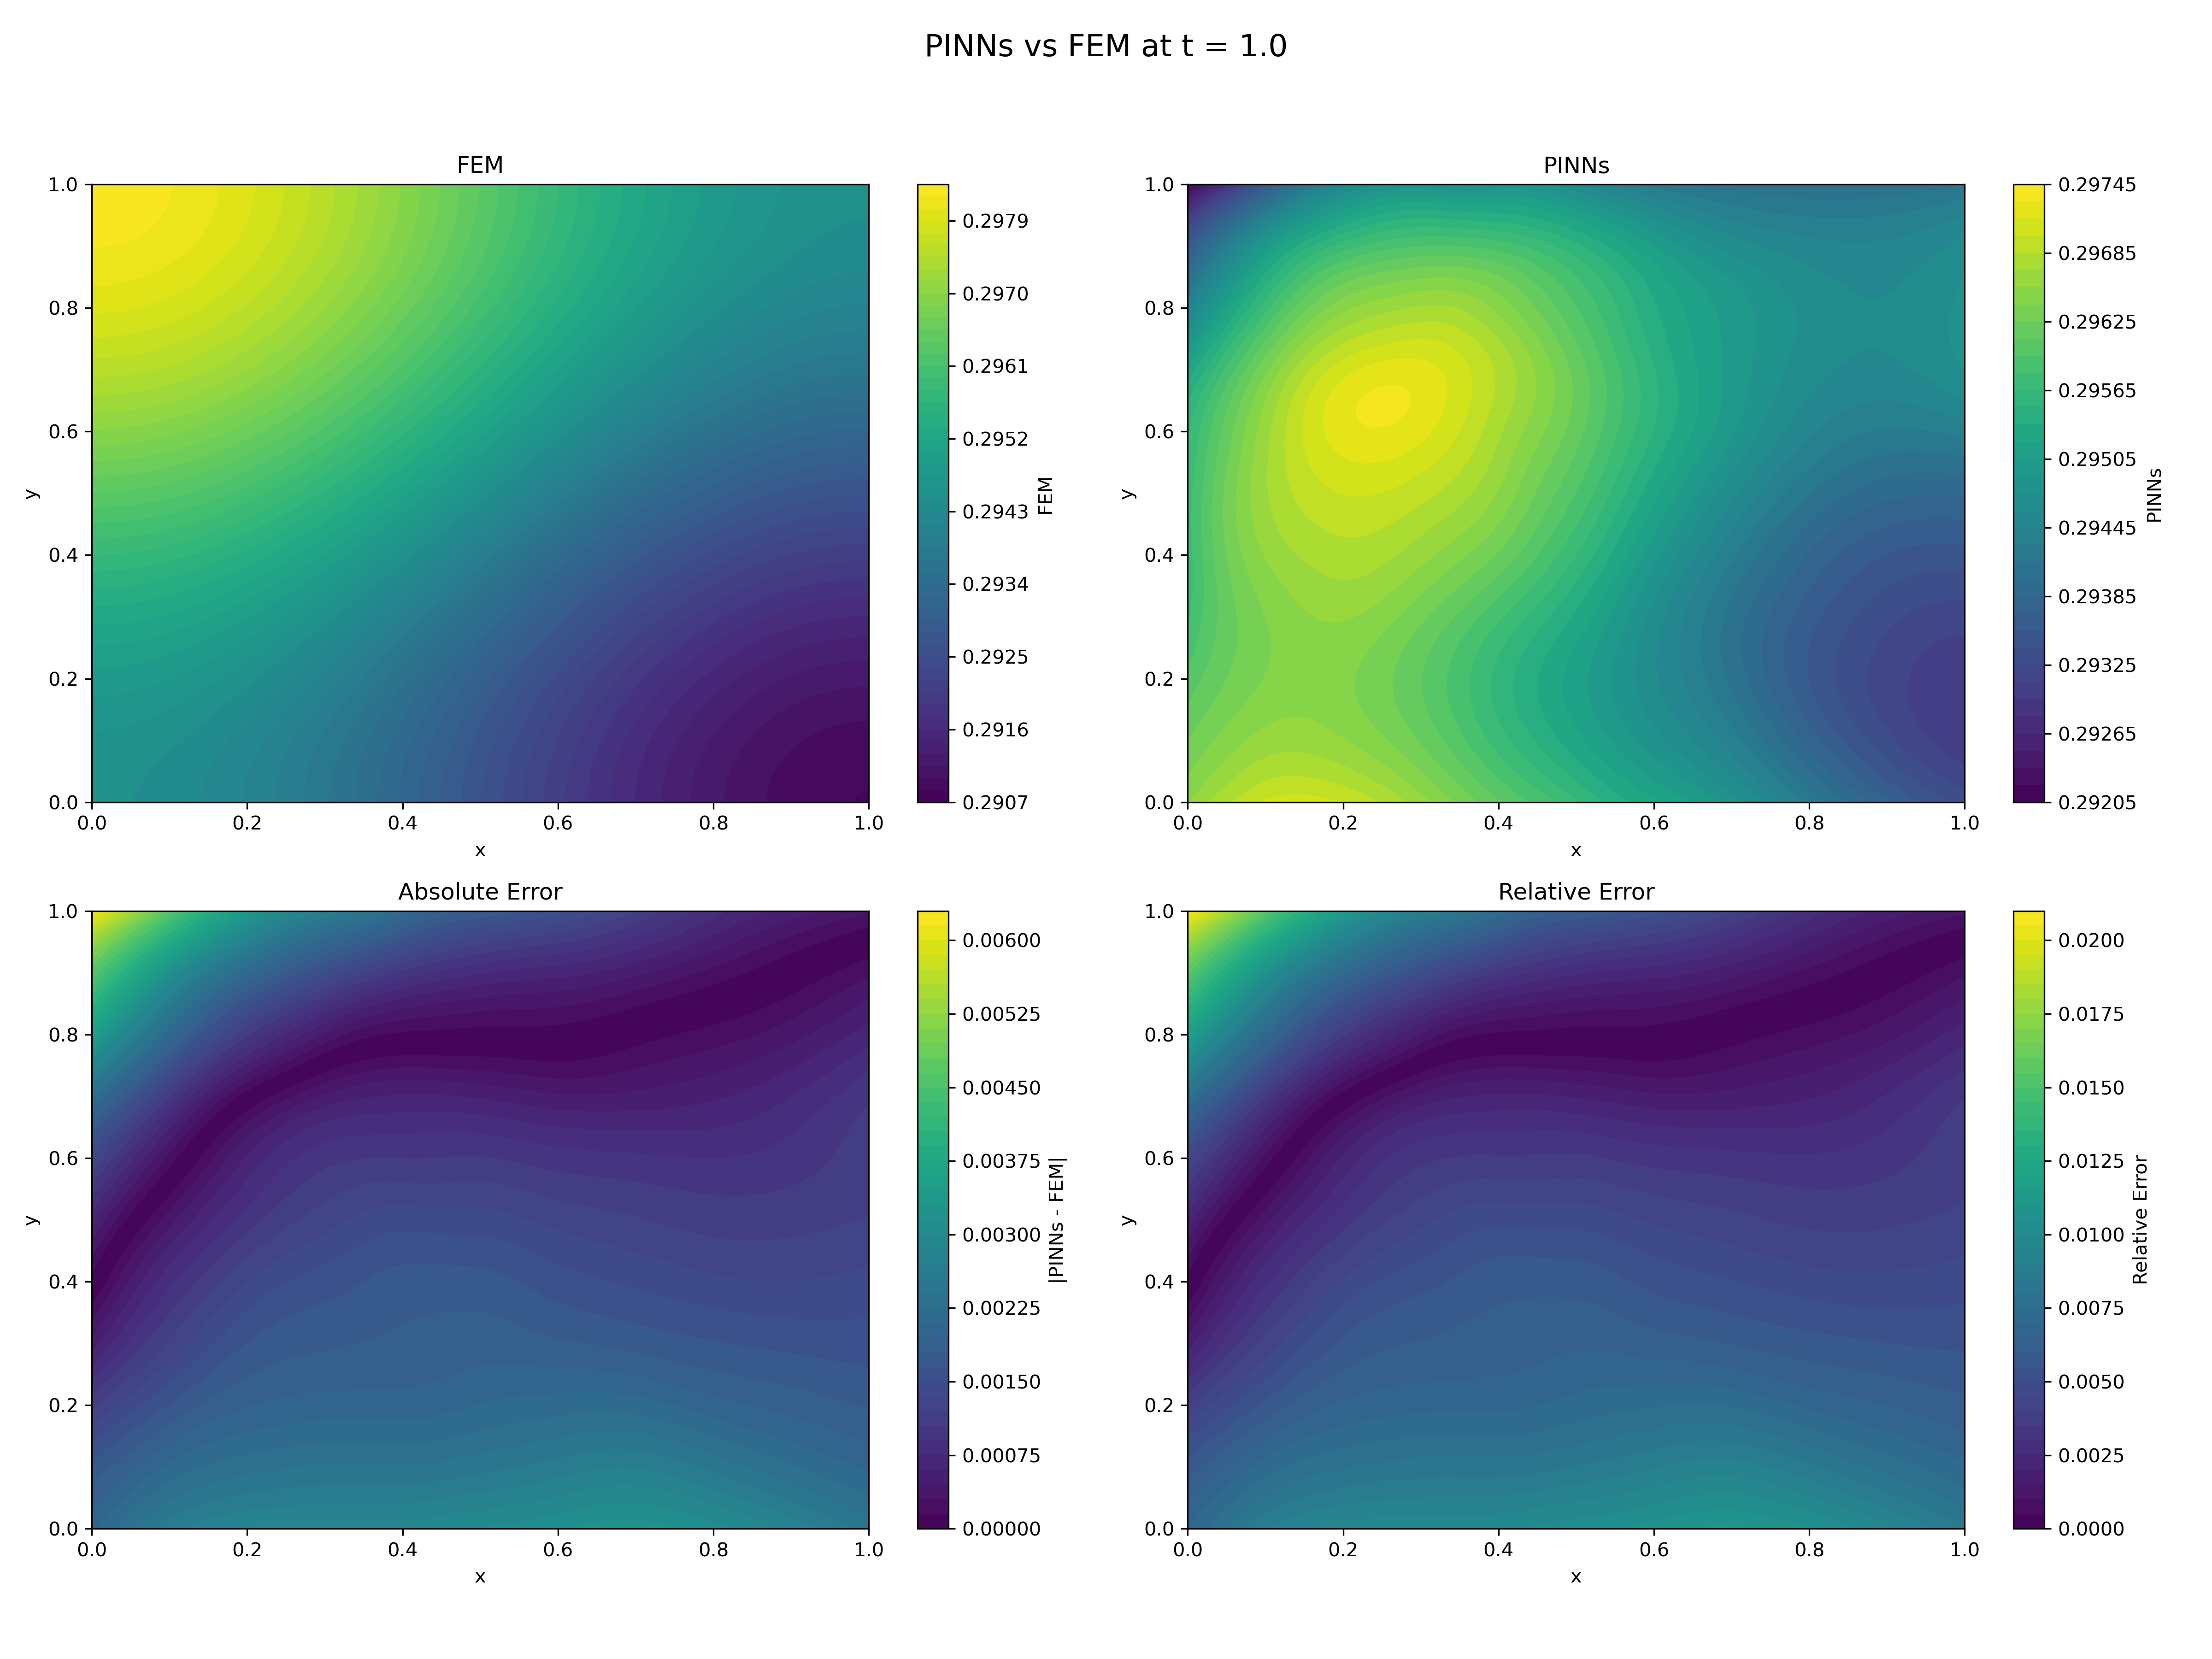 PINNs vs FEM at t = 1.0
FEM
1.0
0.8
0.6
0.4
0.2
0.0
y
0.0 0.2 0.4 0.6 0.8 1.0
x
0.2979
0.2970
0.2961
0.2952
0.2943
0.2934
0.2925
0.2916
0.2907
FEM
PINNs
1.0
0.8
0.6
0.4
0.2
0.0
y
0.0 0.2 0.4 0.6 0.8 1.0
x
0.29745
0.29685
0.29625
0.29565
0.29505
0.29445
0.29385
0.29325
0.29265
0.29205
PINNs
Absolute Error
1.0
0.8
0.6
0.4
0.2
0.0
y
0.0 0.2 0.4 0.6 0.8 1.0
x
0.00600
0.00525
0.00450
0.00375
0.00300
0.00225
0.00150
0.00075
0.00000
|PINNs - FEM|
Relative Error
1.0
0.8
0.6
0.4
0.2
0.0
y
0.0 0.2 0.4 0.6 0.8 1.0
x
0.0200
0.0175
0.0150
0.0125
0.0100
0.0075
0.0050
0.0025
0.0000
Relative Error